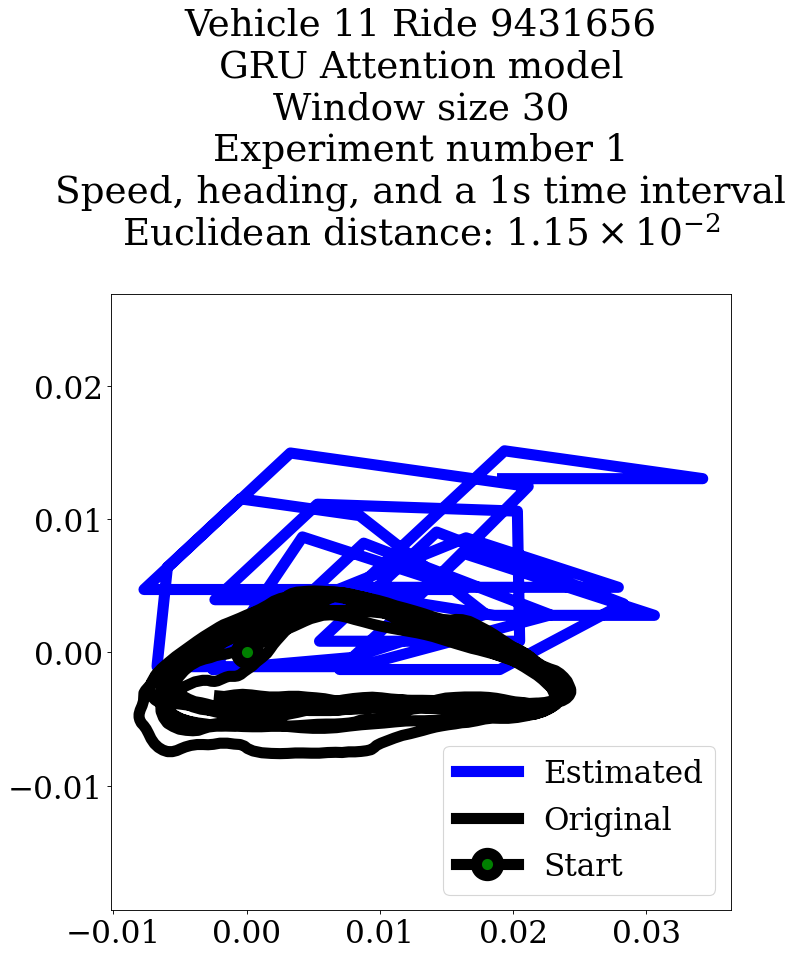 Vehicle 11 Ride 9431656
GRU Attention model
Window size 30
Experiment number 1
Speed, heading, and a 1s time interval
Euclidean distance: 1.15 × 10⁻²
0.02
0.01
0.00
−0.01
Estimated
Original
Start
−0.01 0.00 0.01 0.02 0.03